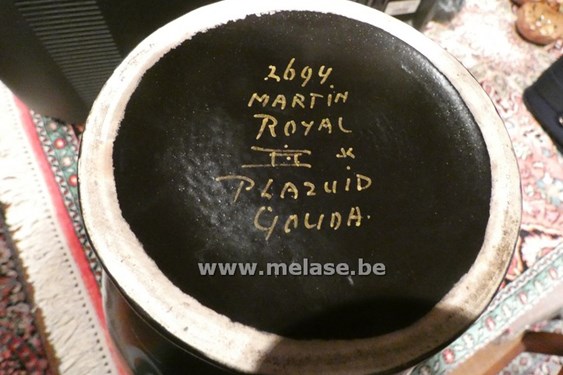 2694
MARTIN
ROYAL
PLAZUID
GOUDA.
www.melase.be